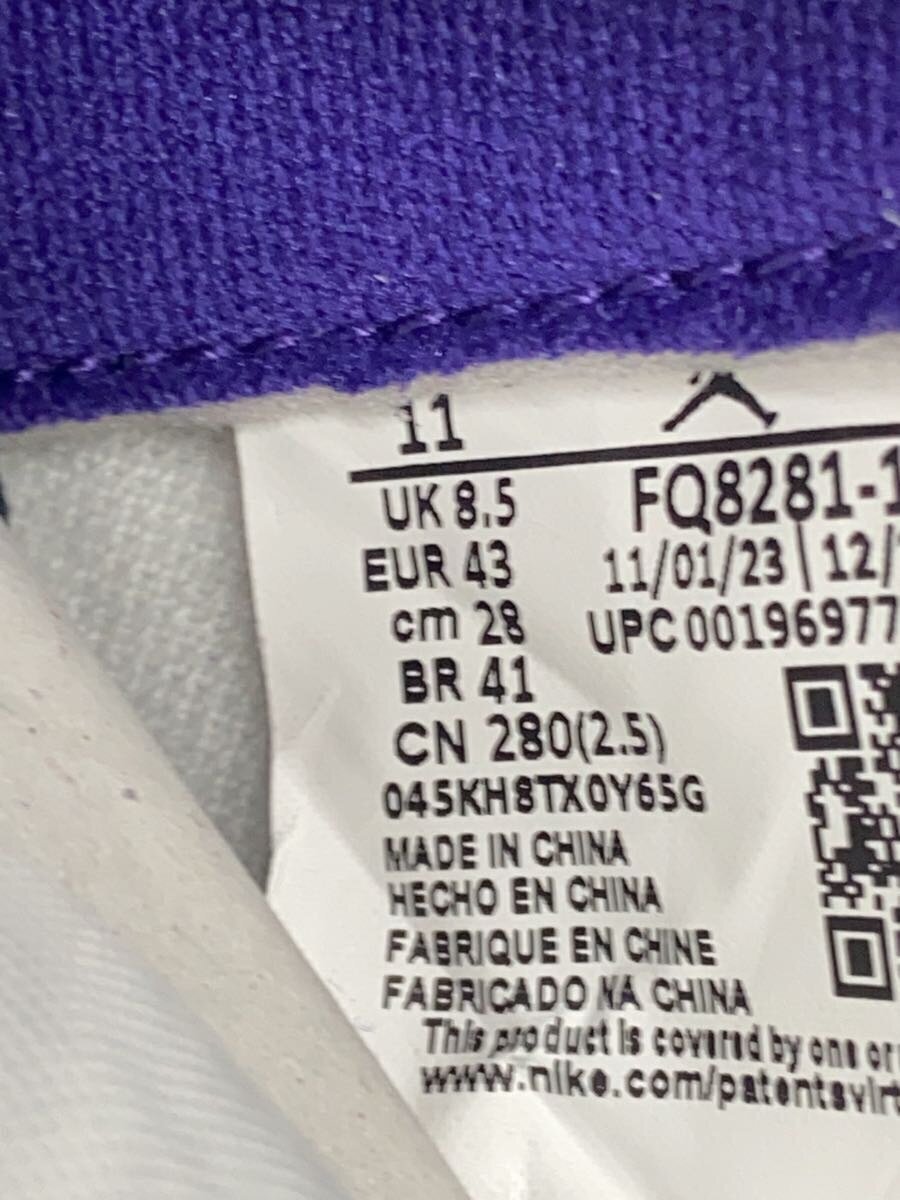 11
UK 8.5
FQ8281-1
EUR 43
11/01/23 | 12/
cm 28
UPC 00196977
BR 41
CN 280(2.5)
045KH8TX0Y65G
MADE IN CHINA
HECHO EN CHINA
FABRIQUE EN CHINE
FABRICADO NA CHINA
This product is covered by one or
www.nike.com/patentsvirt